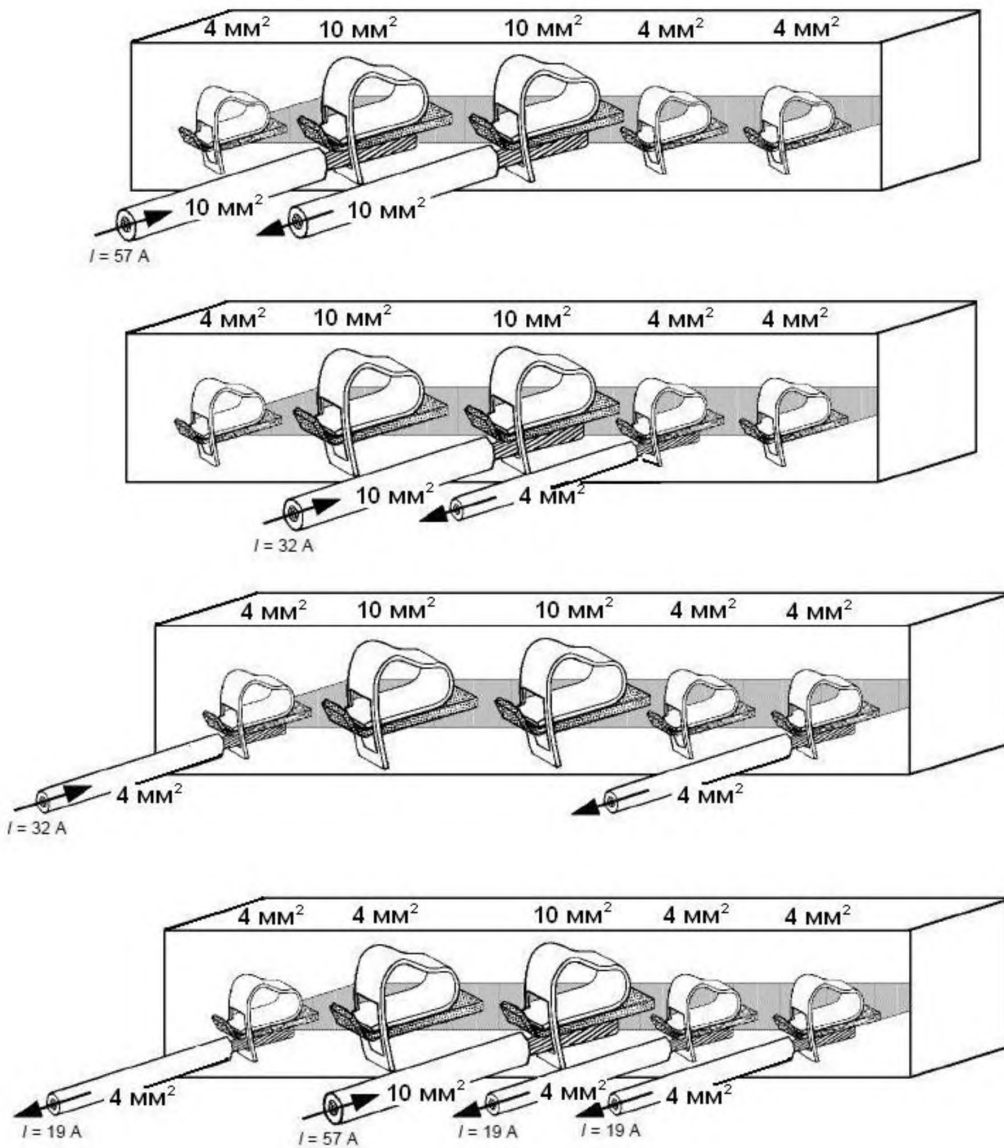 4 мм² 10 мм² 10 мм² 4 мм² 4 мм²
10 мм² 10 мм²
I = 57 A
4 мм² 10 мм² 10 мм² 4 мм² 4 мм²
10 мм² 4 мм²
I = 32 A
4 мм² 10 мм² 10 мм² 4 мм² 4 мм²
4 мм² 4 мм²
I = 32 A
4 мм² 4 мм² 10 мм² 4 мм² 4 мм²
4 мм² 10 мм² 4 мм² 4 мм²
I = 19 A I = 57 A I = 19 A I = 19 A